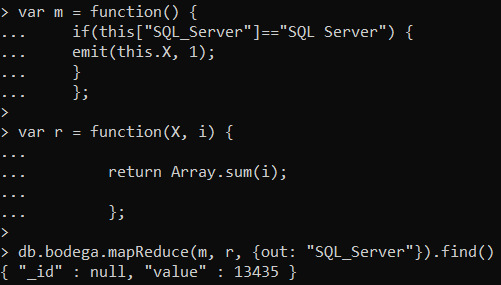 > var m = function() {
...     if(this["SQL_Server"]=="SQL Server") {
...     emit(this.X, 1);
...     }
...     };
>
> var r = function(X, i) {
...
...         return Array.sum(i);
...
...         };
>
> db.bodega.mapReduce(m, r, {out: "SQL_Server"}).find()
{ "_id" : null, "value" : 13435 }